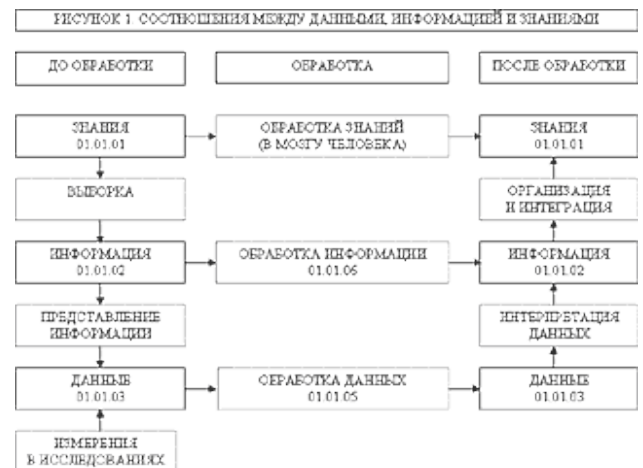 РИСУНОК 1. СООТНОШЕНИЯ МЕЖДУ ДАННЫМИ, ИНФОРМАЦИЕЙ И ЗНАНИЯМИ
ДО ОБРАБОТКИ
ОБРАБОТКА
ПОСЛЕ ОБРАБОТКИ
ЗНАНИЯ
01.01.01
ОБРАБОТКА ЗНАНИЙ
(В МОЗГУ ЧЕЛОВЕКА)
ЗНАНИЯ
01.01.01
ВЫБОРКА
ОРГАНИЗАЦИЯ
И ИНТЕГРАЦИЯ
ИНФОРМАЦИЯ
01.01.02
ОБРАБОТКА ИНФОРМАЦИИ
01.01.06
ИНФОРМАЦИЯ
01.01.02
ПРЕДСТАВЛЕНИЕ
ИНФОРМАЦИИ
ИНТЕРПРЕТАЦИЯ
ДАННЫХ
ДАННЫЕ
01.01.03
ОБРАБОТКА ДАННЫХ
01.01.05
ДАННЫЕ
01.01.03
ИЗМЕРЕНИЯ
В ИССЛЕДОВАНИЯХ